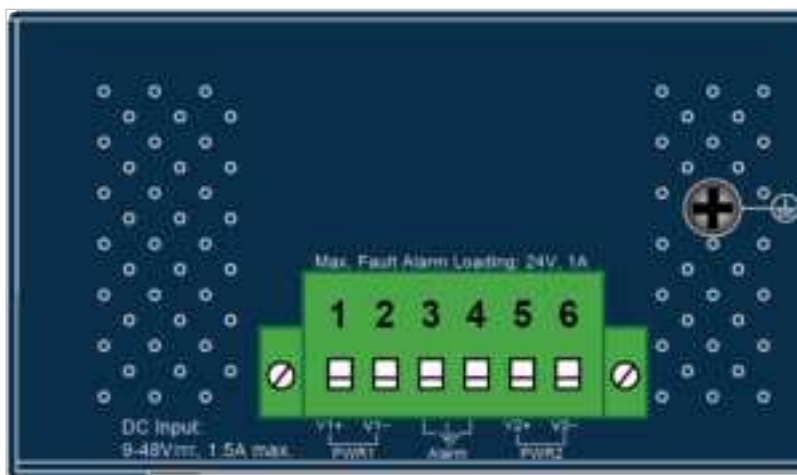 Max. Fault Alarm Loading: 24V, 1A
1 2 3 4 5 6
V1+ V1- V2+ V2-
PWR1 Alarm PWR2
DC Input:
9-48V⎓, 1.5A max.